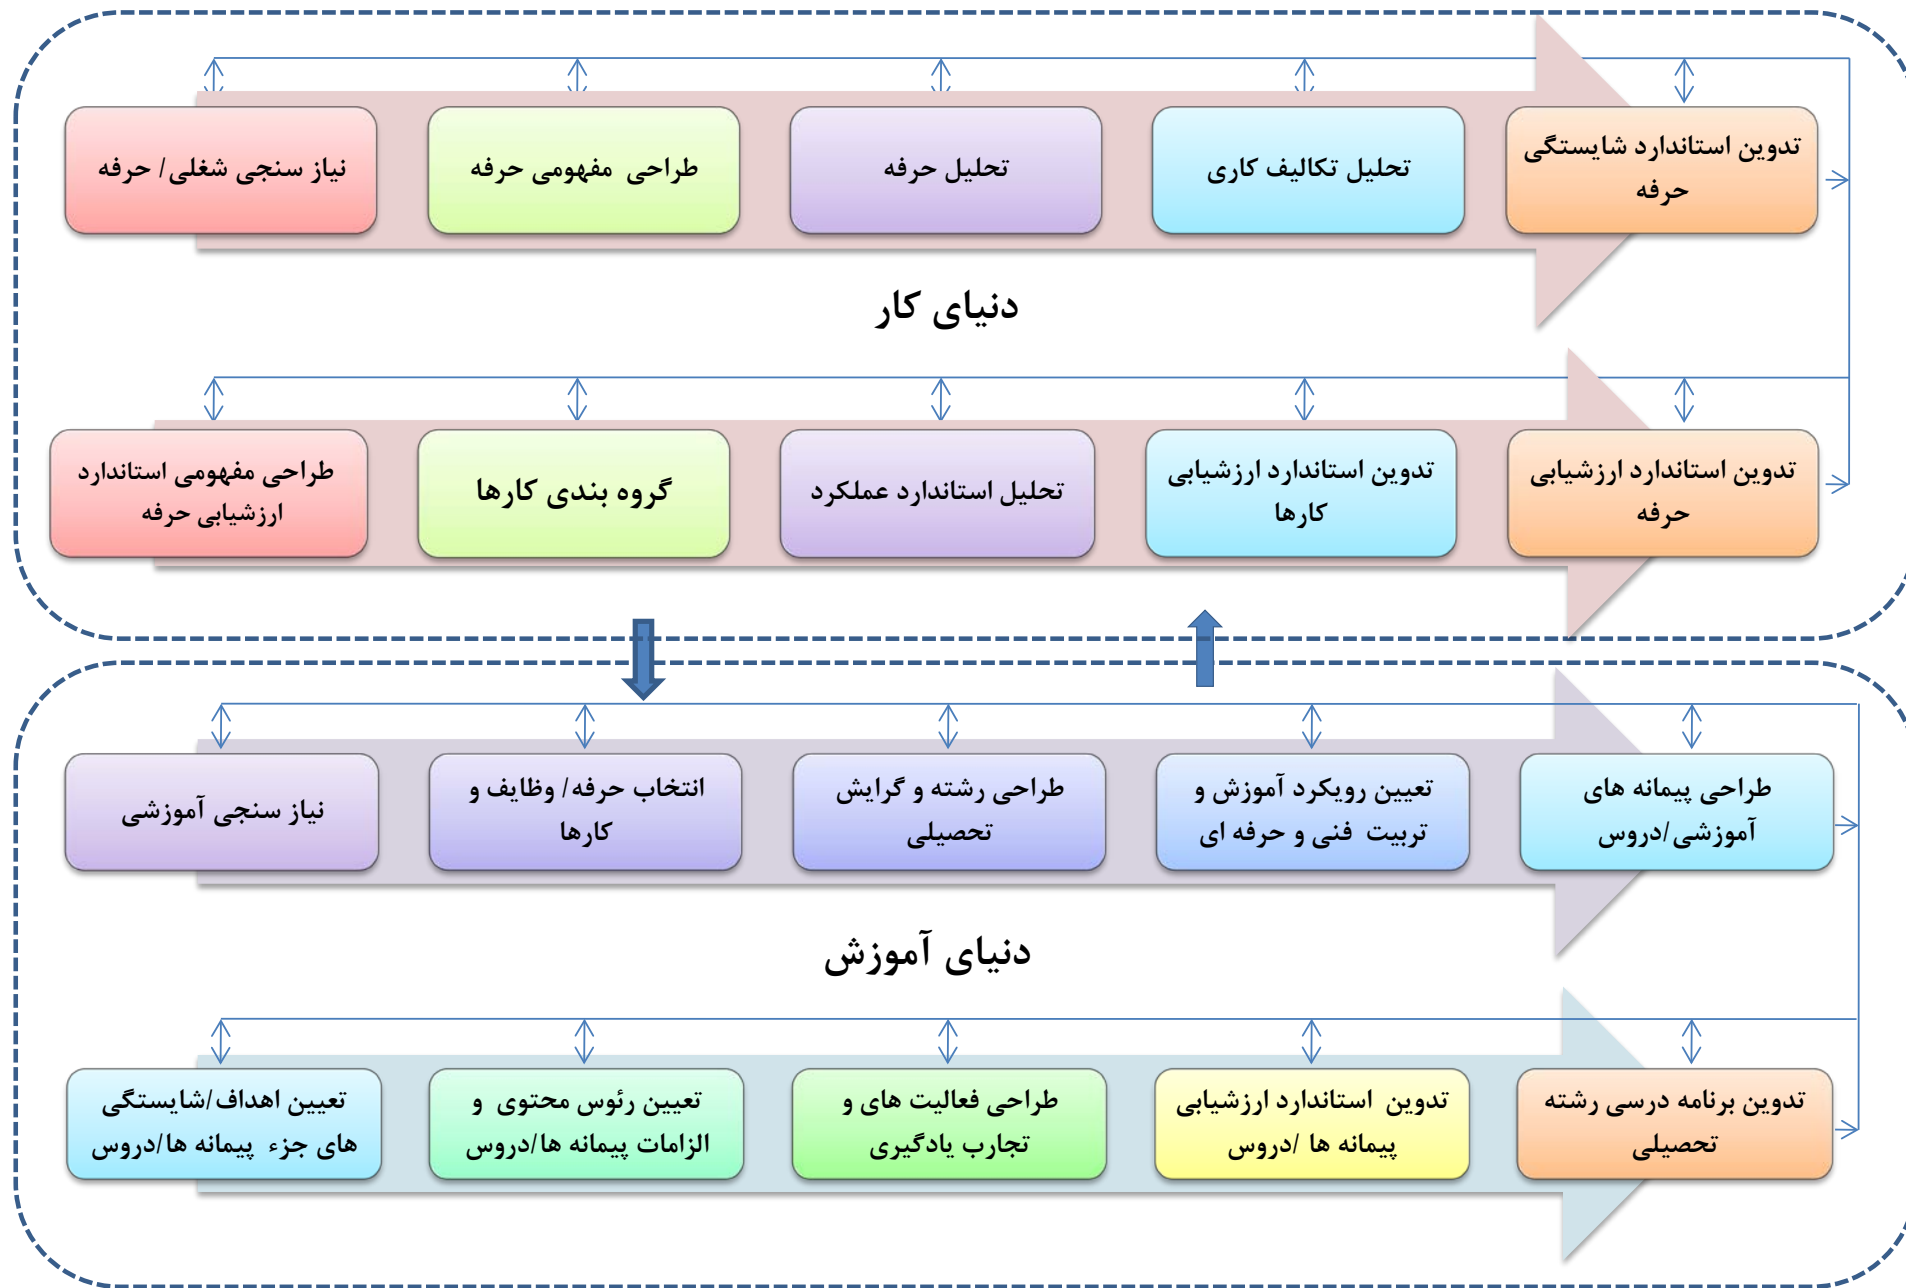 نیاز سنجی شغلی/ حرفه
طراحی مفهومی حرفه
تحلیل حرفه
تحلیل تکالیف کاری
تدوین استاندارد شایستگی
حرفه
دنیای کار
طراحی مفهومی استاندارد
ارزشیابی حرفه
گروه بندی کارها
تحلیل استاندارد عملکرد
تدوین استاندارد ارزشیابی
کارها
تدوین استاندارد ارزشیابی
حرفه
نیاز سنجی آموزشی
انتخاب حرفه/ وظایف و
کارها
طراحی رشته و گرایش
تحصیلی
تعیین رویکرد آموزش و
تربیت فنی و حرفه ای
طراحی پیمانه های
آموزشی/دروس
دنیای آموزش
تعیین اهداف/شایستگی
های جزء پیمانه ها/دروس
تعیین رئوس محتوی و
الزامات پیمانه ها/دروس
طراحی فعالیت های و
تجارب یادگیری
تدوین استاندارد ارزشیابی
پیمانه ها /دروس
تدوین برنامه درسی رشته
تحصیلی